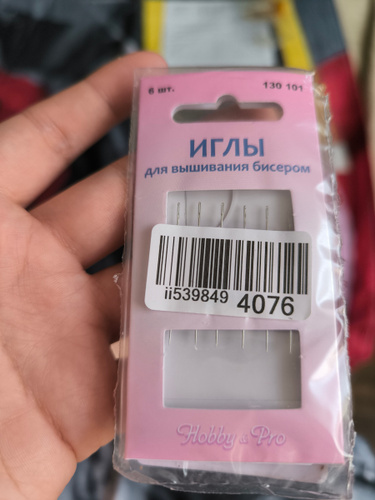 6 шт. 130 101
ИГЛЫ
для вышивания бисером
ii539849 4076
Hobby & Pro